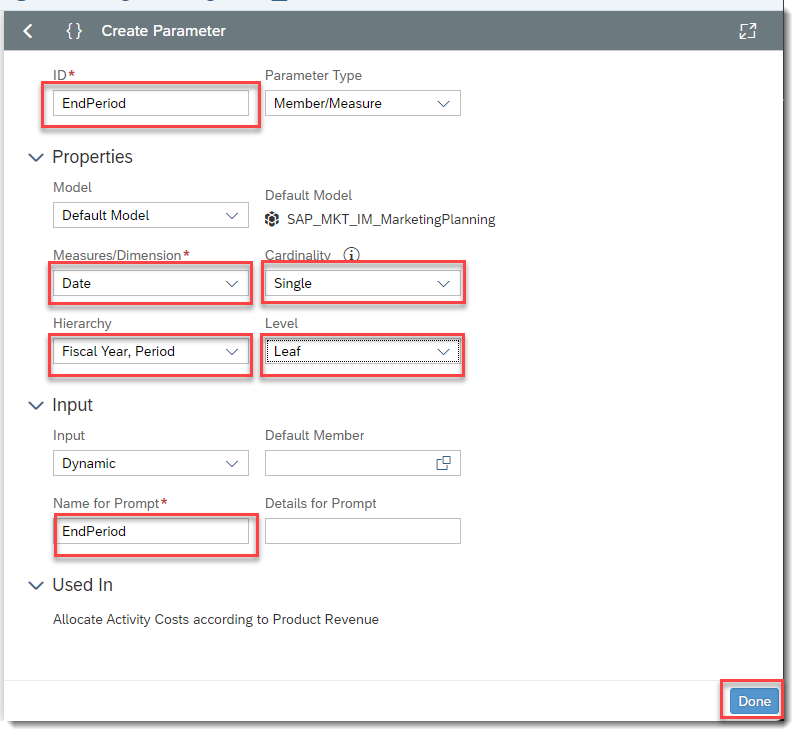 {} Create Parameter
ID* Parameter Type
EndPeriod Member/Measure
Properties
Model Default Model
Default Model SAP_MKT_IM_MarketingPlanning
Measures/Dimension* Cardinality i
Date Single
Hierarchy Level
Fiscal Year, Period Leaf
Input
Input Default Member
Dynamic
Name for Prompt* Details for Prompt
EndPeriod
Used In
Allocate Activity Costs according to Product Revenue
Done